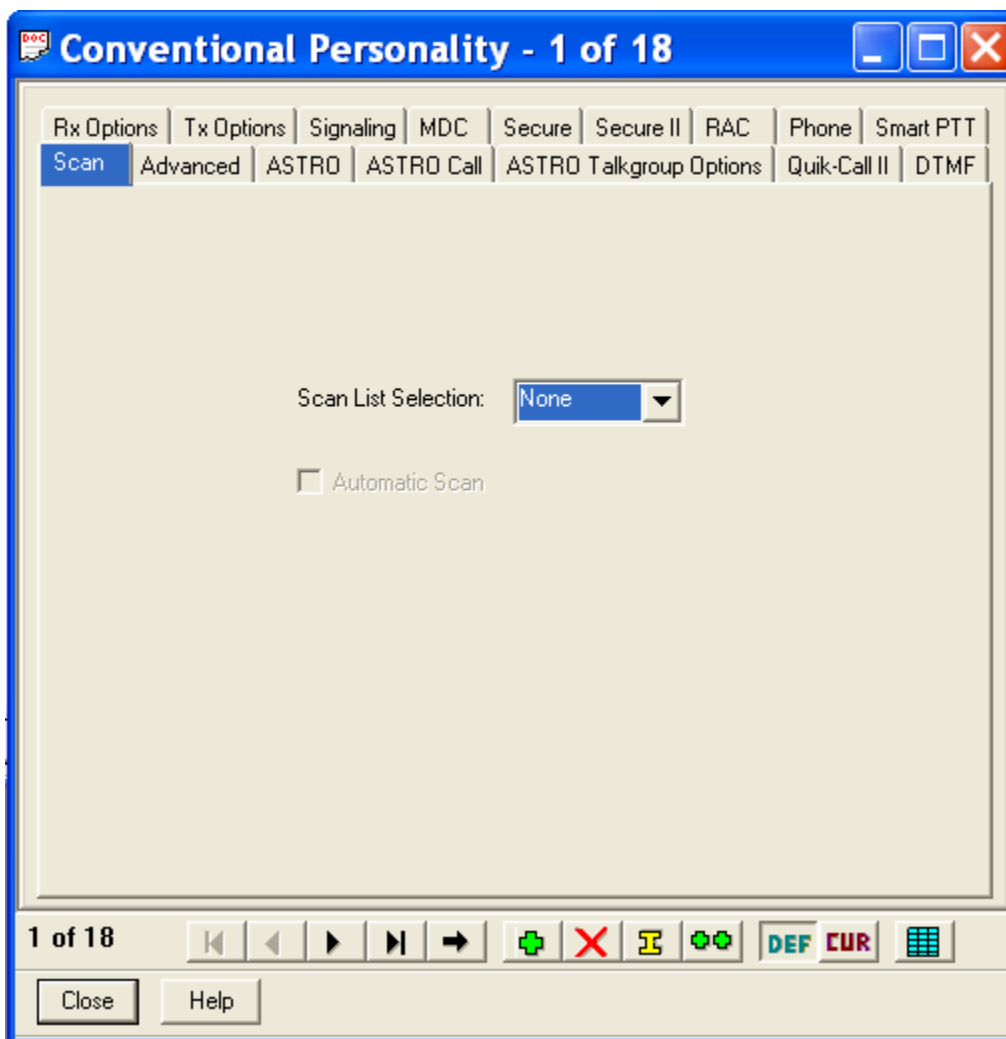 DOC
Conventional Personality - 1 of 18
Rx Options Tx Options Signaling MDC Secure Secure II RAC Phone Smart PTT
Scan Advanced ASTRO ASTRO Call ASTRO Talkgroup Options Quik-Call II DTMF
Scan List Selection: None
Automatic Scan
1 of 18 DEF CUR
Close Help